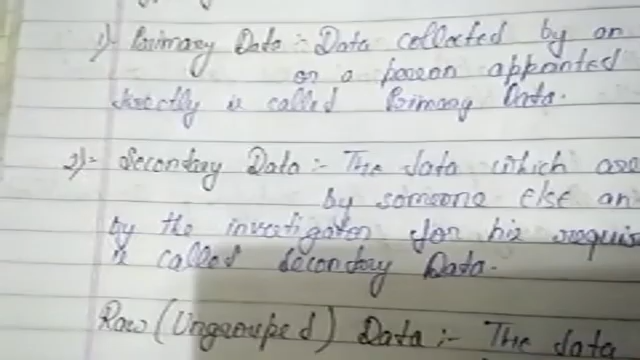 1) Primary Data :- Data collected by an
or a person appointed
directly is called Primary Data.
2) :- Secondary Data :- The data which are
by someone else an
by the investigator for his requis
is called Secondary Data.
Raw (Ungrouped) Data :- The data